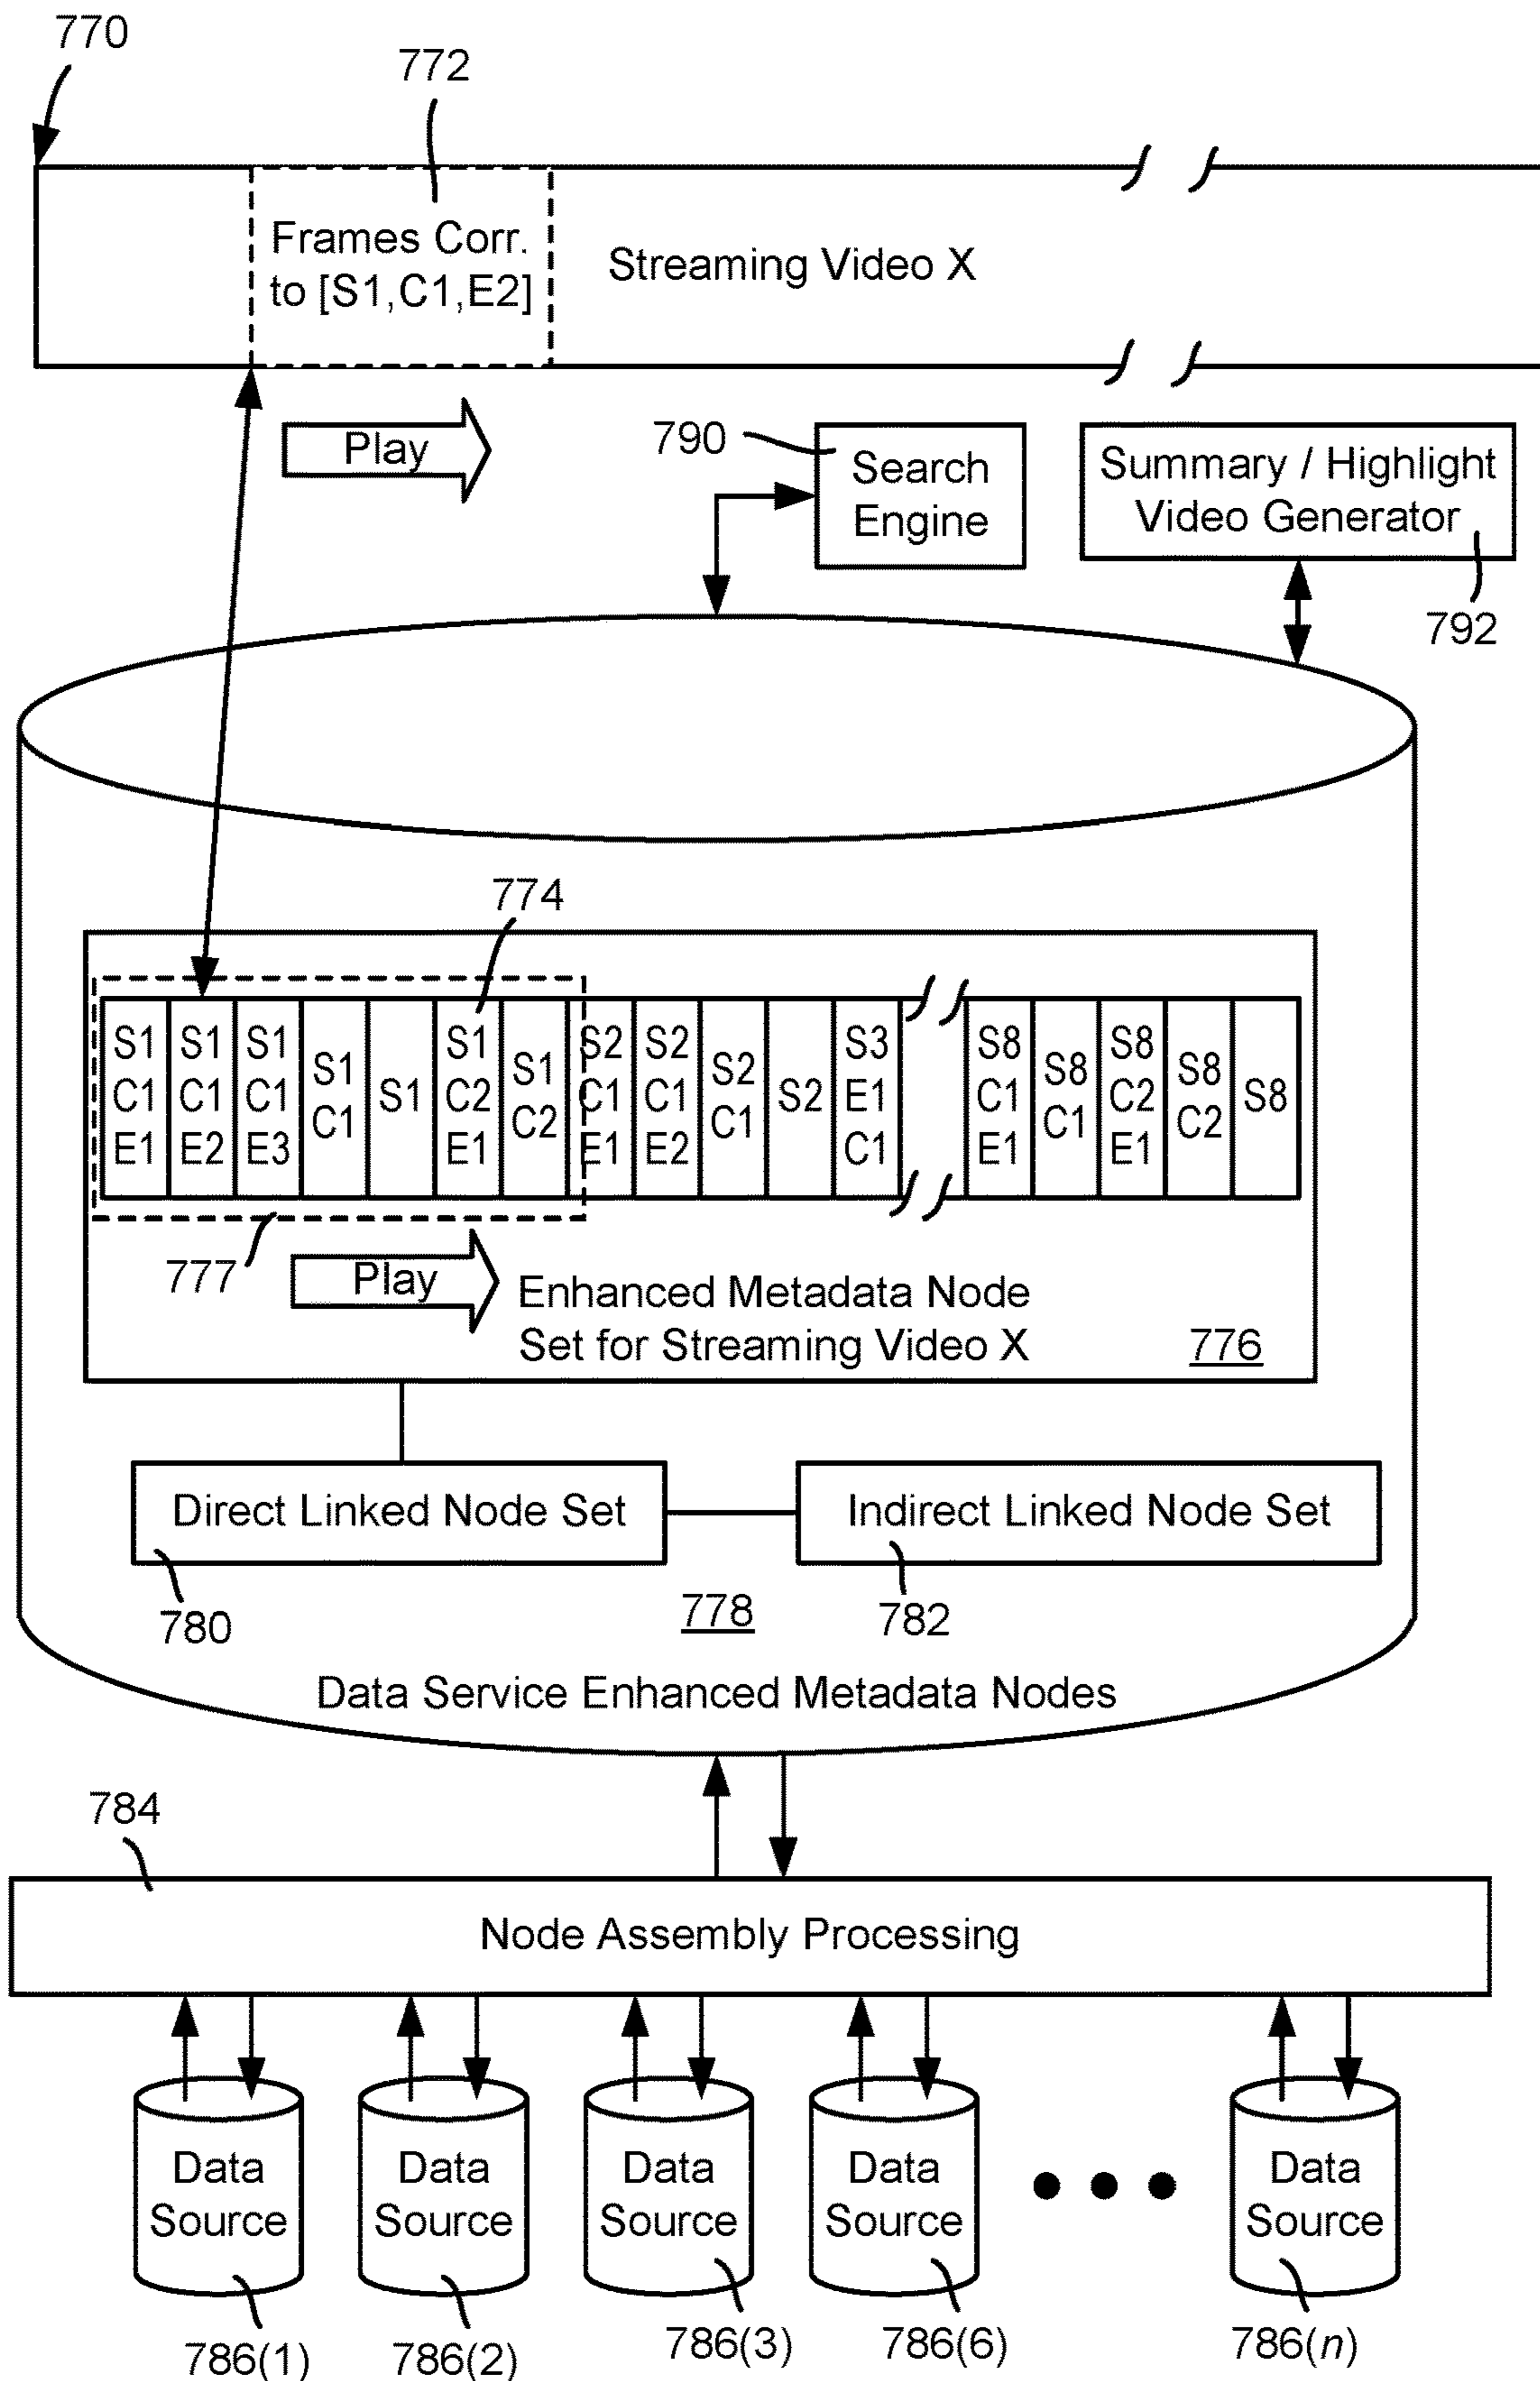 770
772
Frames Corr.
to [S1,C1,E2]
Streaming Video X
Play
790
Search
Engine
Summary / Highlight
Video Generator
792
774
S1 C1 E1
S1 C1 E2
S1 C1 E3
S1 C1
S1
S1 C2 E1
S1 C2
S2 C1 E1
S2 C1 E2
S2 C1
S2
S3 E1 C1
S8 C1 E1
S8 C1
S8 C2 E1
S8 C2
S8
777
Play
Enhanced Metadata Node
Set for Streaming Video X
776
Direct Linked Node Set
Indirect Linked Node Set
780
778
782
Data Service Enhanced Metadata Nodes
784
Node Assembly Processing
Data
Source
Data
Source
Data
Source
Data
Source
Data
Source
786(1)
786(2)
786(3)
786(6)
786(n)